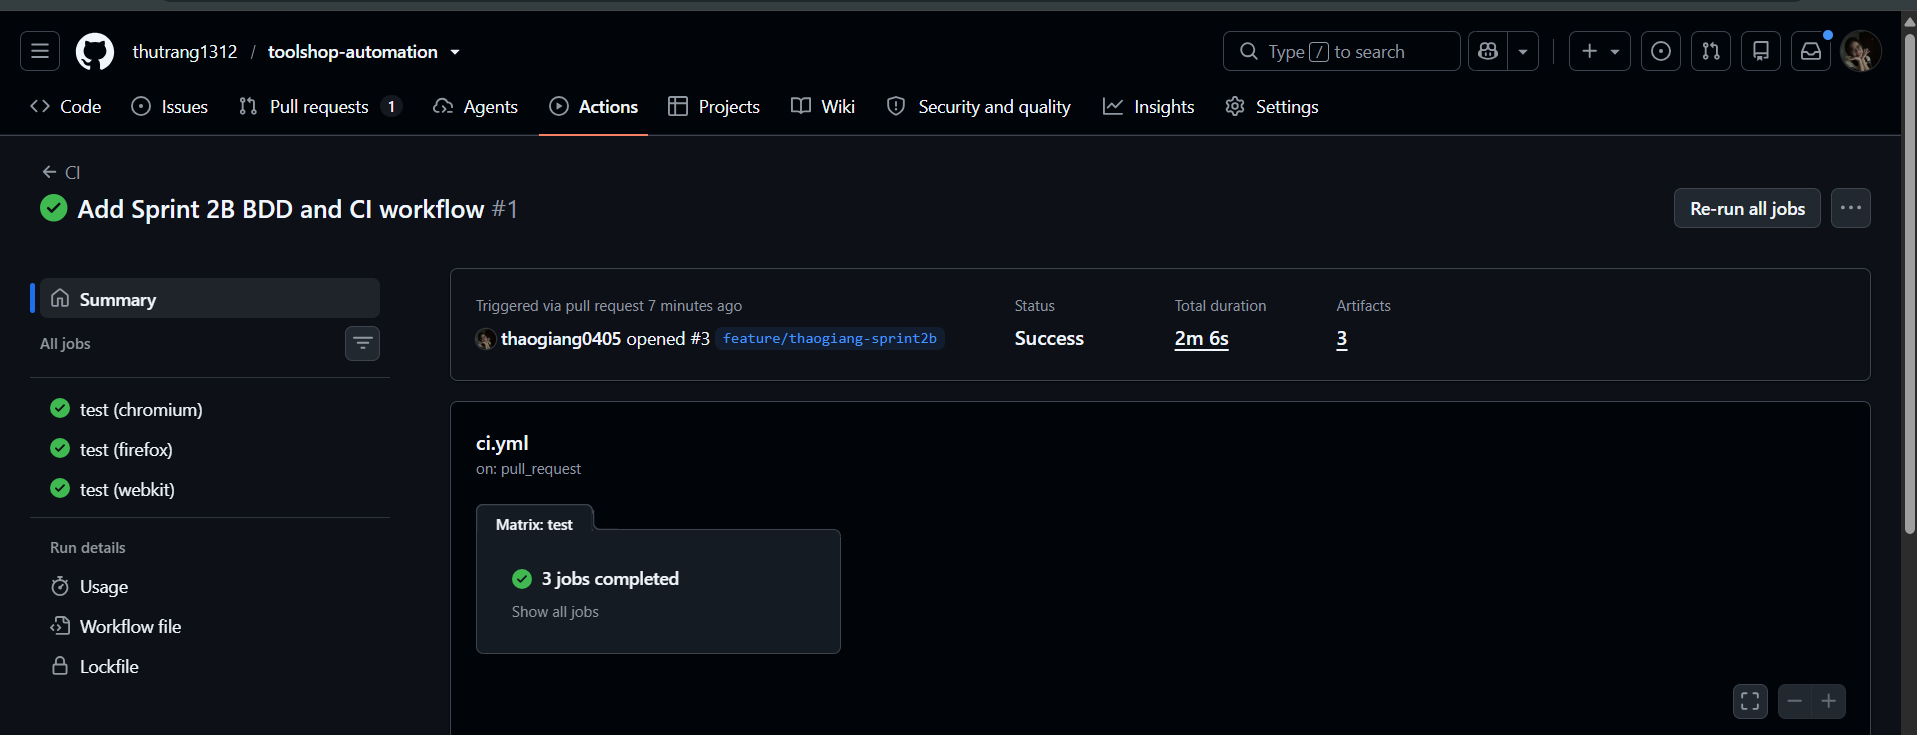 thutrang1312 / toolshop-automation
Type / to search
Code
Issues
Pull requests 1
Agents
Actions
Projects
Wiki
Security and quality
Insights
Settings
CI
Add Sprint 2B BDD and CI workflow #1
Re-run all jobs
Summary
All jobs
test (chromium)
test (firefox)
test (webkit)
Run details
Usage
Workflow file
Lockfile
Triggered via pull request 7 minutes ago
thaogiang0405 opened #3 feature/thaogiang-sprint2b
Status
Success
Total duration
2m 6s
Artifacts
3
ci.yml
on: pull_request
Matrix: test
3 jobs completed
Show all jobs